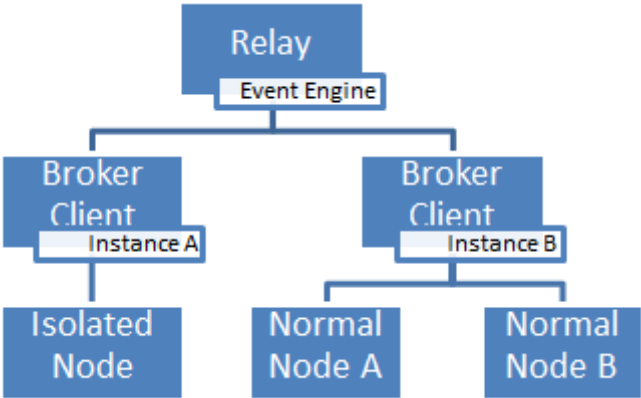 Relay
Event Engine
Broker
Client
Instance A
Broker
Client
Instance B
Isolated
Node
Normal
Node A
Normal
Node B